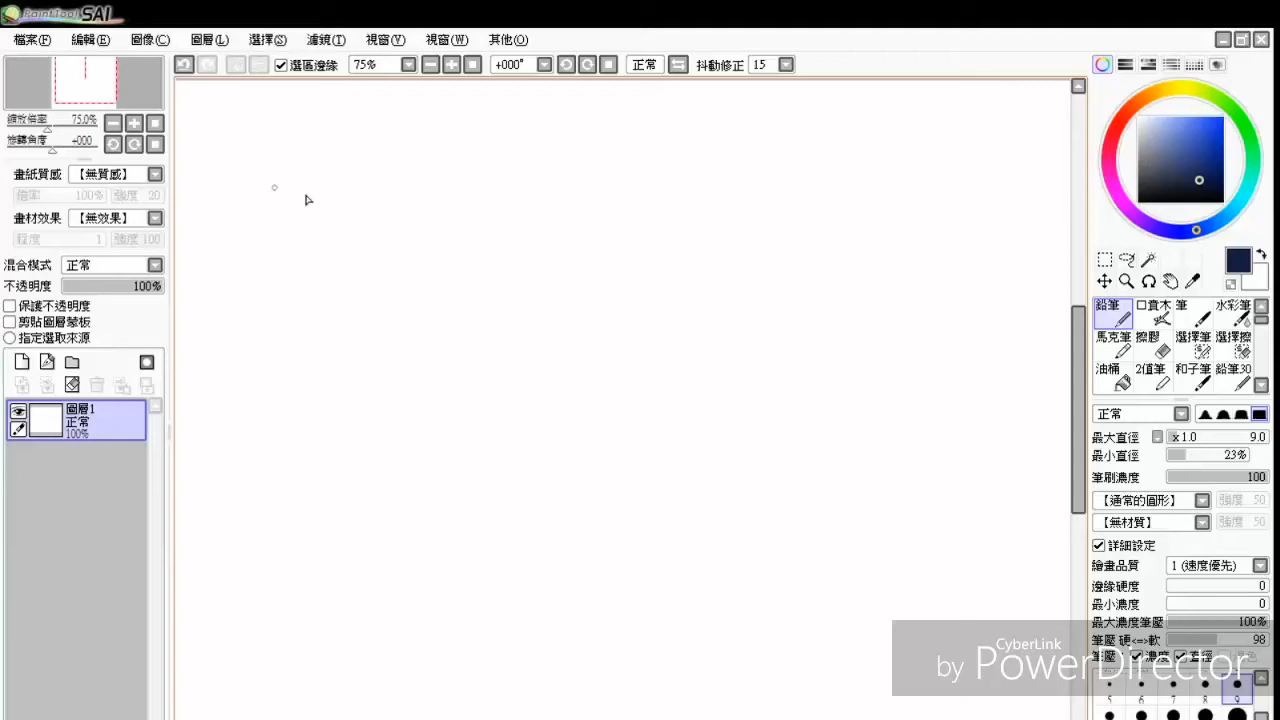 PaintTool SAI
檔案(F) 編輯(E) 圖像(C) 圖層(L) 選擇(S) 濾鏡(T) 視窗(V) 視窗(W) 其他(O)
選區邊緣 75% +000° 正常 抖動修正 15
縮放倍率 75.0%
旋轉角度 +000
畫紙質感 【無質感】
倍率 100% 強度 20
畫材效果 【無效果】
程度 1 強度 100
混合模式 正常
不透明度 100%
保護不透明度
剪貼圖層蒙板
指定選取來源
圖層1
正常
100%
鉛筆 筆 水彩筆
馬克筆 擦膠 選擇筆 選擇擦
油桶 2值筆 和子筆 鉛筆30
正常
最大直徑 x 1.0 9.0
最小直徑 23%
筆刷濃度 100
【通常的圓形】 強度 50
【無材質】 強度 50
詳細設定
繪畫品質 1 (速度優先)
邊緣硬度 0
最小濃度 0
最大濃度筆壓 100%
筆壓 硬<=>軟 98
筆壓 濃度 直徑
CyberLink
by PowerDirector
5 6 7 8 9